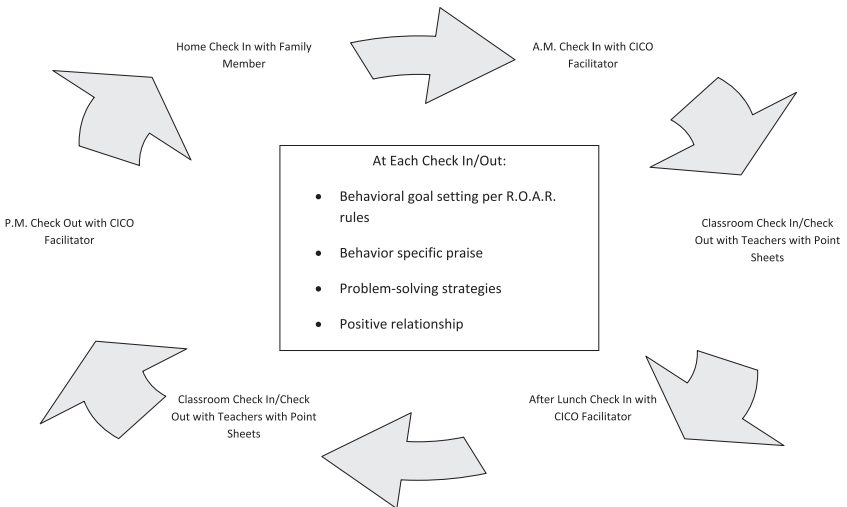 Home Check In with Family
Member
A.M. Check In with CICO
Facilitator
Classroom Check In/Check
Out with Teachers with Point
Sheets
After Lunch Check In with
CICO Facilitator
Classroom Check In/Check
Out with Teachers with Point
Sheets
P.M. Check Out with CICO
Facilitator
At Each Check In/Out:
• Behavioral goal setting per R.O.A.R.
rules
• Behavior specific praise
• Problem-solving strategies
• Positive relationship